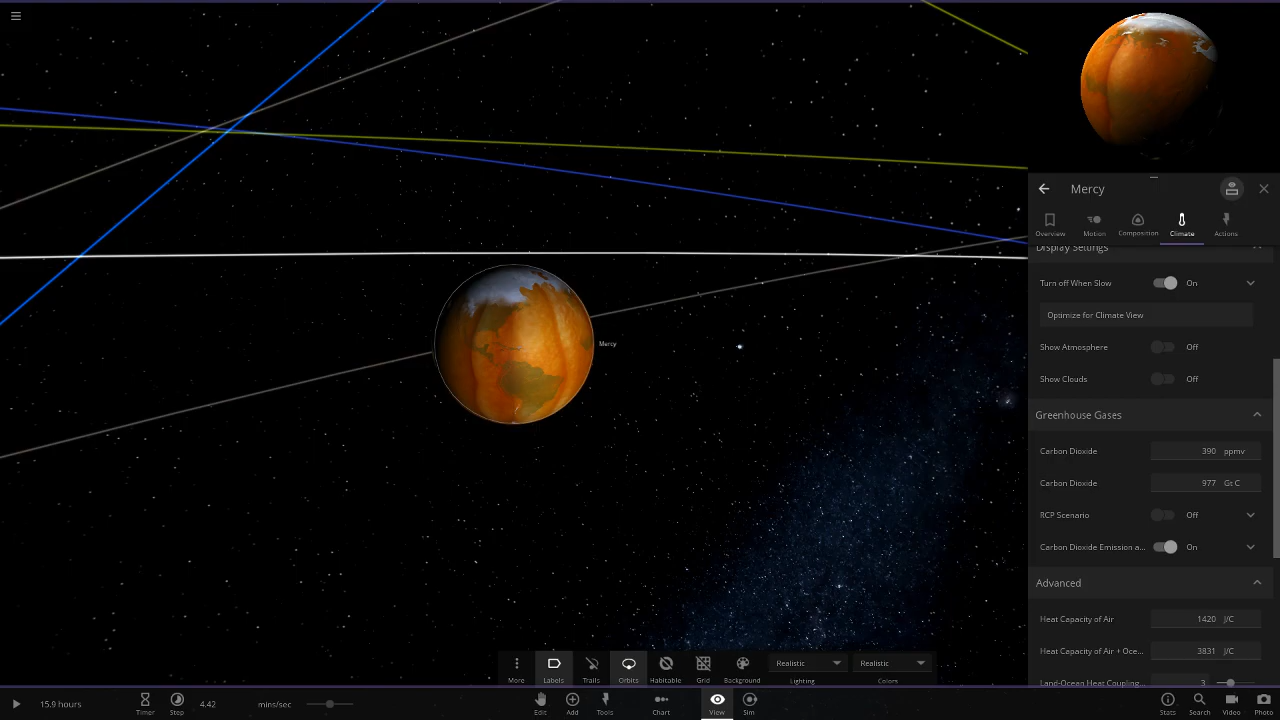 Mercy
Overview
Motion
Composition
Climate
Actions
Display Settings
Turn off When Slow
On
Optimize for Climate View
Show Atmosphere
Off
Show Clouds
Off
Greenhouse Gases
Carbon Dioxide
390 ppmv
Carbon Dioxide
977 Gt C
RCP Scenario
Off
Carbon Dioxide Emission a...
On
Advanced
Heat Capacity of Air
1420 J/C
Heat Capacity of Air + Oce...
3831 J/C
Land-Ocean Heat Coupling
3
Mercy
More
Labels
Trails
Orbits
Habitable
Grid
Background
Realistic
Lighting
Realistic
Colors
15.9 hours
Timer
Step
4.42
mins/sec
Edit
Add
Tools
Chart
View
Sim
Stats
Search
Video
Photo